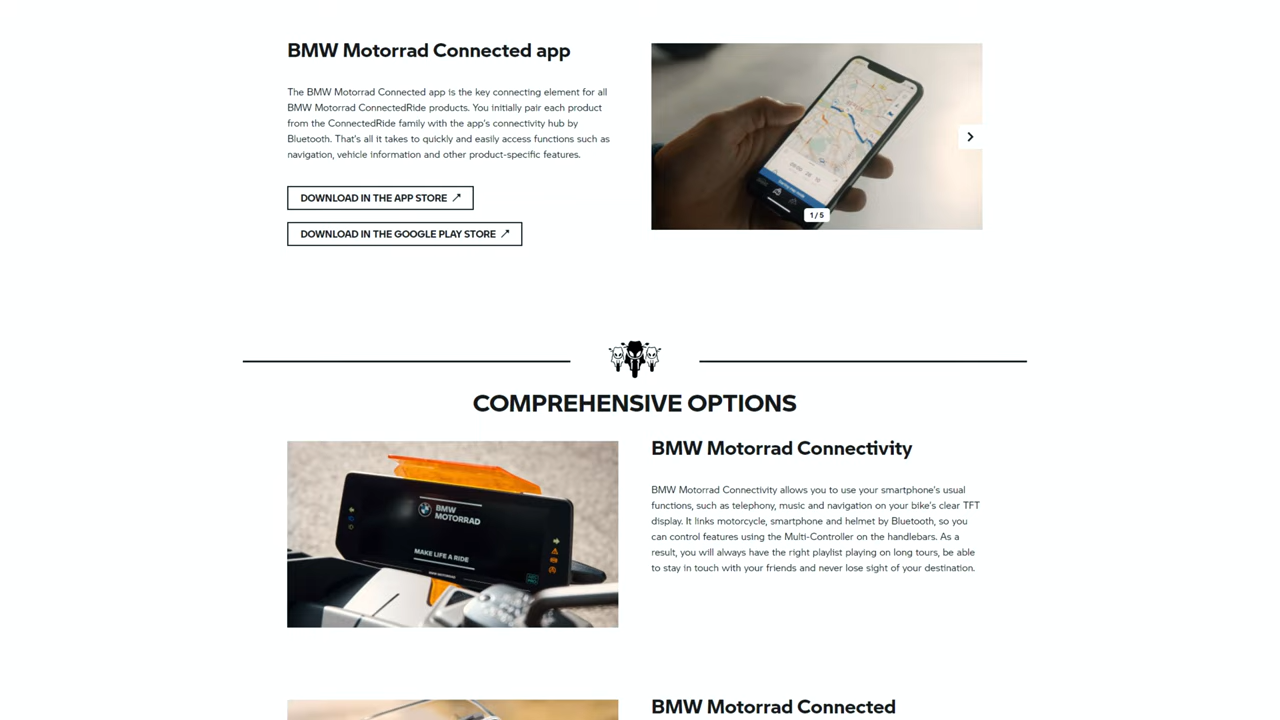 BMW Motorrad Connected app
The BMW Motorrad Connected app is the key connecting element for all
BMW Motorrad ConnectedRide products. You initially pair each product
from the ConnectedRide family with the app's connectivity hub by
Bluetooth. That's all it takes to quickly and easily access functions such as
navigation, vehicle information and other product-specific features.
DOWNLOAD IN THE APP STORE
DOWNLOAD IN THE GOOGLE PLAY STORE
1 / 5
COMPREHENSIVE OPTIONS
BMW
MOTORRAD
MAKE LIFE A RIDE
BMW Motorrad Connectivity
BMW Motorrad Connectivity allows you to use your smartphone's usual
functions, such as telephony, music and navigation on your bike's clear TFT
display. It links motorcycle, smartphone and helmet by Bluetooth, so you
can control features using the Multi-Controller on the handlebars. As a
result, you will always have the right playlist playing on long tours, be able
to stay in touch with your friends and never lose sight of your destination.
BMW Motorrad Connected